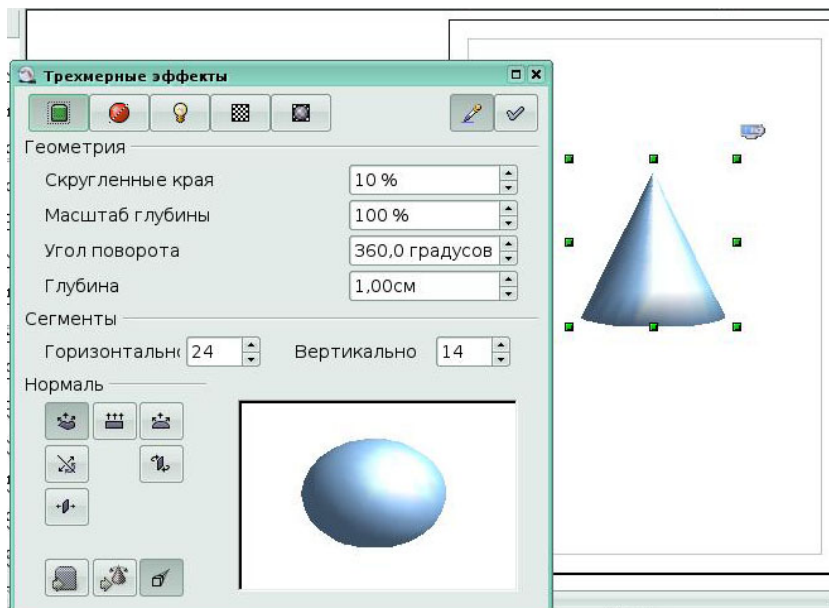 Трехмерные эффекты
Геометрия
Скругленные края 10 %
Масштаб глубины 100 %
Угол поворота 360,0 градусов
Глубина 1,00см
Сегменты
Горизонтальнс 24 Вертикально 14
Нормаль